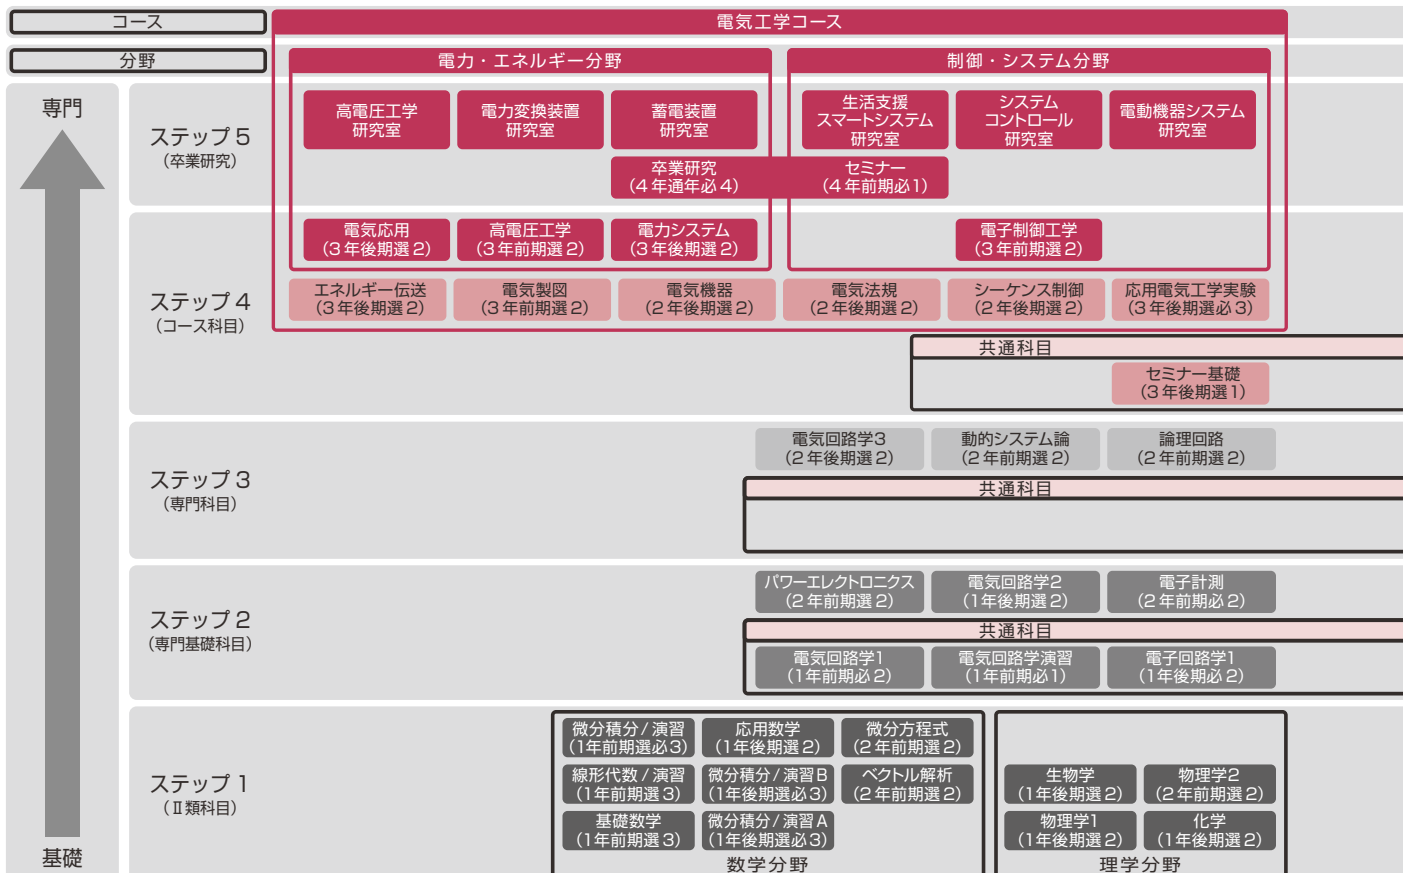 コース
電気工学コース
分野
電力・エネルギー分野
制御・システム分野
専門
ステップ 5
（卒業研究）
高電圧工学
研究室
電力変換装置
研究室
蓄電装置
研究室
生活支援
スマートシステム
研究室
システム
コントロール
研究室
電動機器システム
研究室
卒業研究
（4年通年必4）
セミナー
（4年前期必1）
電気応用
（3年後期選2）
高電圧工学
（3年前期選2）
電力システム
（3年後期選2）
電子制御工学
（3年前期選2）
ステップ 4
（コース科目）
エネルギー伝送
（3年後期選2）
電気製図
（3年前期選2）
電気機器
（2年後期選2）
電気法規
（2年後期選2）
シーケンス制御
（2年後期選2）
応用電気工学実験
（3年後期選必3）
共通科目
セミナー基礎
（3年後期選1）
ステップ 3
（専門科目）
電気回路学3
（2年後期選2）
動的システム論
（2年前期選2）
論理回路
（2年前期選2）
共通科目
ステップ 2
（専門基礎科目）
パワーエレクトロニクス
（2年前期選2）
電気回路学2
（1年後期選2）
電子計測
（2年前期必2）
共通科目
電気回路学1
（1年前期必2）
電気回路学演習
（1年前期必1）
電子回路学1
（1年後期必2）
ステップ 1
（Ⅱ類科目）
微分積分/演習
（1年前期選必3）
応用数学
（1年後期選2）
微分方程式
（2年前期選2）
線形代数/演習
（1年前期選3）
微分積分/演習B
（1年後期選必3）
ベクトル解析
（2年前期選2）
基礎数学
（1年前期選3）
微分積分/演習A
（1年後期選必3）
数学分野
生物学
（1年後期選2）
物理学2
（2年前期選2）
物理学1
（1年後期選2）
化学
（1年後期選2）
理学分野
基礎